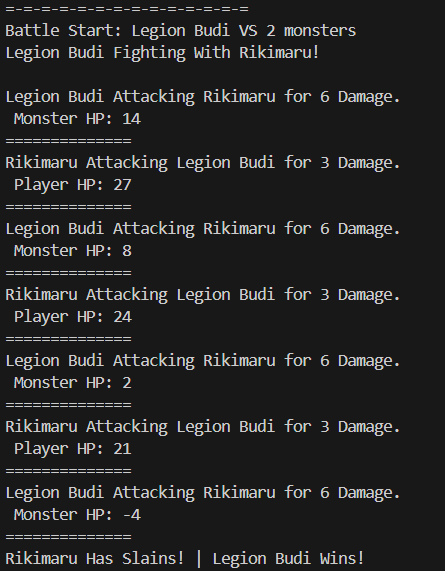 =-=-=-=-=-=-=-=-=-=-=-=-=-=
Battle Start: Legion Budi VS 2 monsters
Legion Budi Fighting With Rikimaru!

Legion Budi Attacking Rikimaru for 6 Damage.
 Monster HP: 14
==============
Rikimaru Attacking Legion Budi for 3 Damage.
 Player HP: 27
==============
Legion Budi Attacking Rikimaru for 6 Damage.
 Monster HP: 8
==============
Rikimaru Attacking Legion Budi for 3 Damage.
 Player HP: 24
==============
Legion Budi Attacking Rikimaru for 6 Damage.
 Monster HP: 2
==============
Rikimaru Attacking Legion Budi for 3 Damage.
 Player HP: 21
==============
Legion Budi Attacking Rikimaru for 6 Damage.
 Monster HP: -4
==============
Rikimaru Has Slains! | Legion Budi Wins!